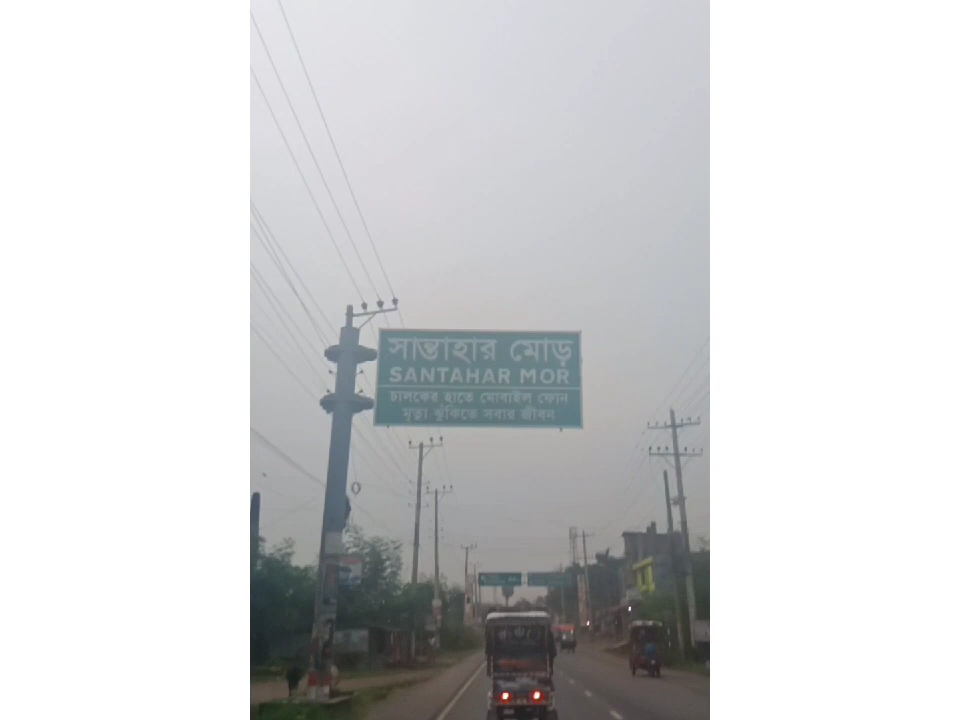 সান্তাহার মোড়
SANTAHAR MOR
চালকের হাতে মোবাইল ফোন
মৃত্যু ঝুঁকিতে সবার জীবন